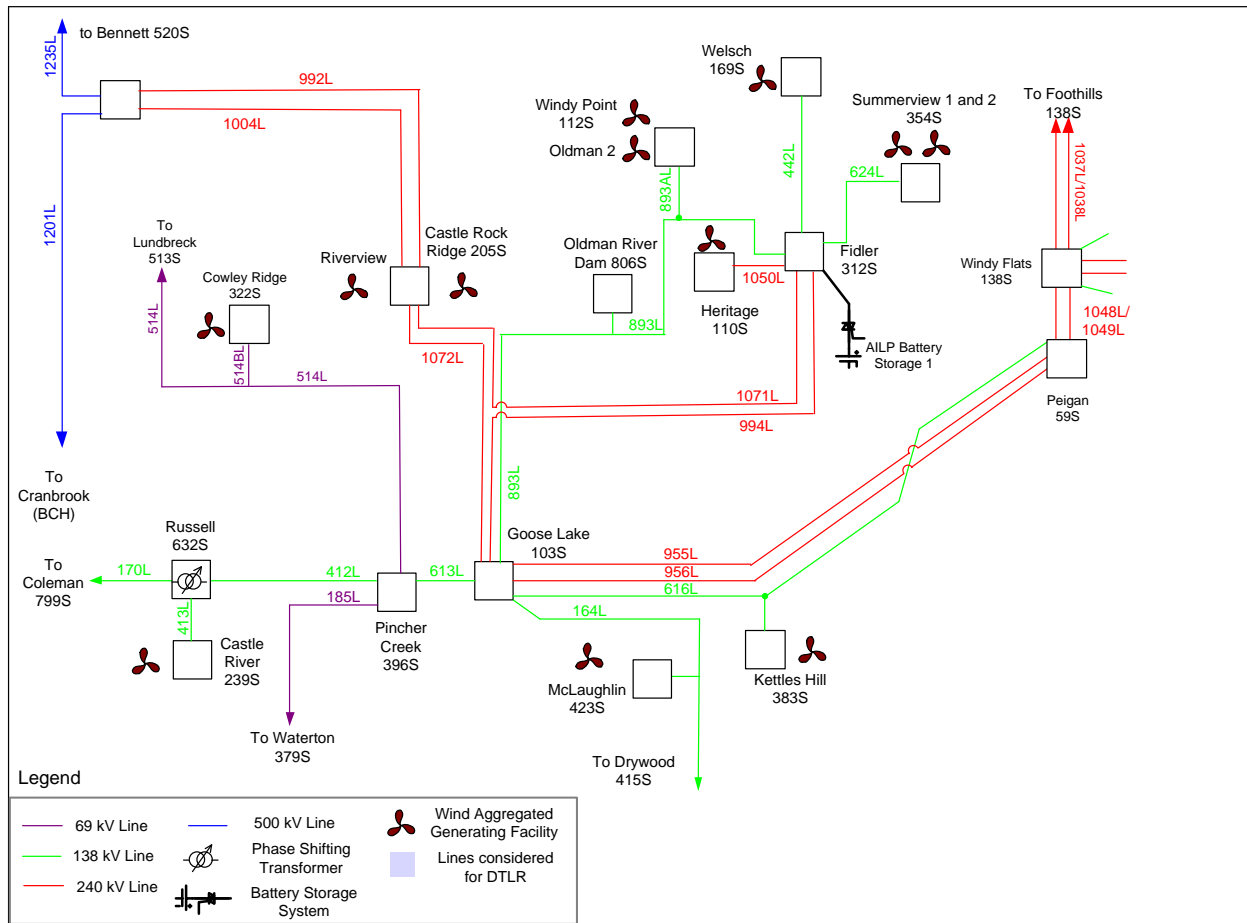 to Bennett 520S
1235L
992L
1004L
1201L
Welsch
169S
Windy Point
112S
Oldman 2
Summerview 1 and 2
354S
To Foothills
138S
442L
624L
893AL
1037L/1038L
To
Lundbreck
513S
Cowley Ridge
322S
Riverview
Castle Rock
Ridge 205S
Oldman River
Dam 806S
1050L
Fidler
312S
Windy Flats
138S
Heritage
110S
514L
514BL
514L
1072L
893L
AILP Battery
Storage 1
1048L/
1049L
1071L
994L
Peigan
59S
893L
To
Cranbrook
(BCH)
Russell
632S
Goose Lake
103S
To
Coleman
799S
170L
412L
613L
955L
956L
616L
185L
164L
413L
Castle
River
239S
Pincher
Creek
396S
McLaughlin
423S
Kettles Hill
383S
To Waterton
379S
To Drywood
415S
Legend
69 kV Line
500 kV Line
Wind Aggregated
Generating Facility
138 kV Line
Phase Shifting
Transformer
Lines considered
for DTLR
240 kV Line
Battery Storage
System